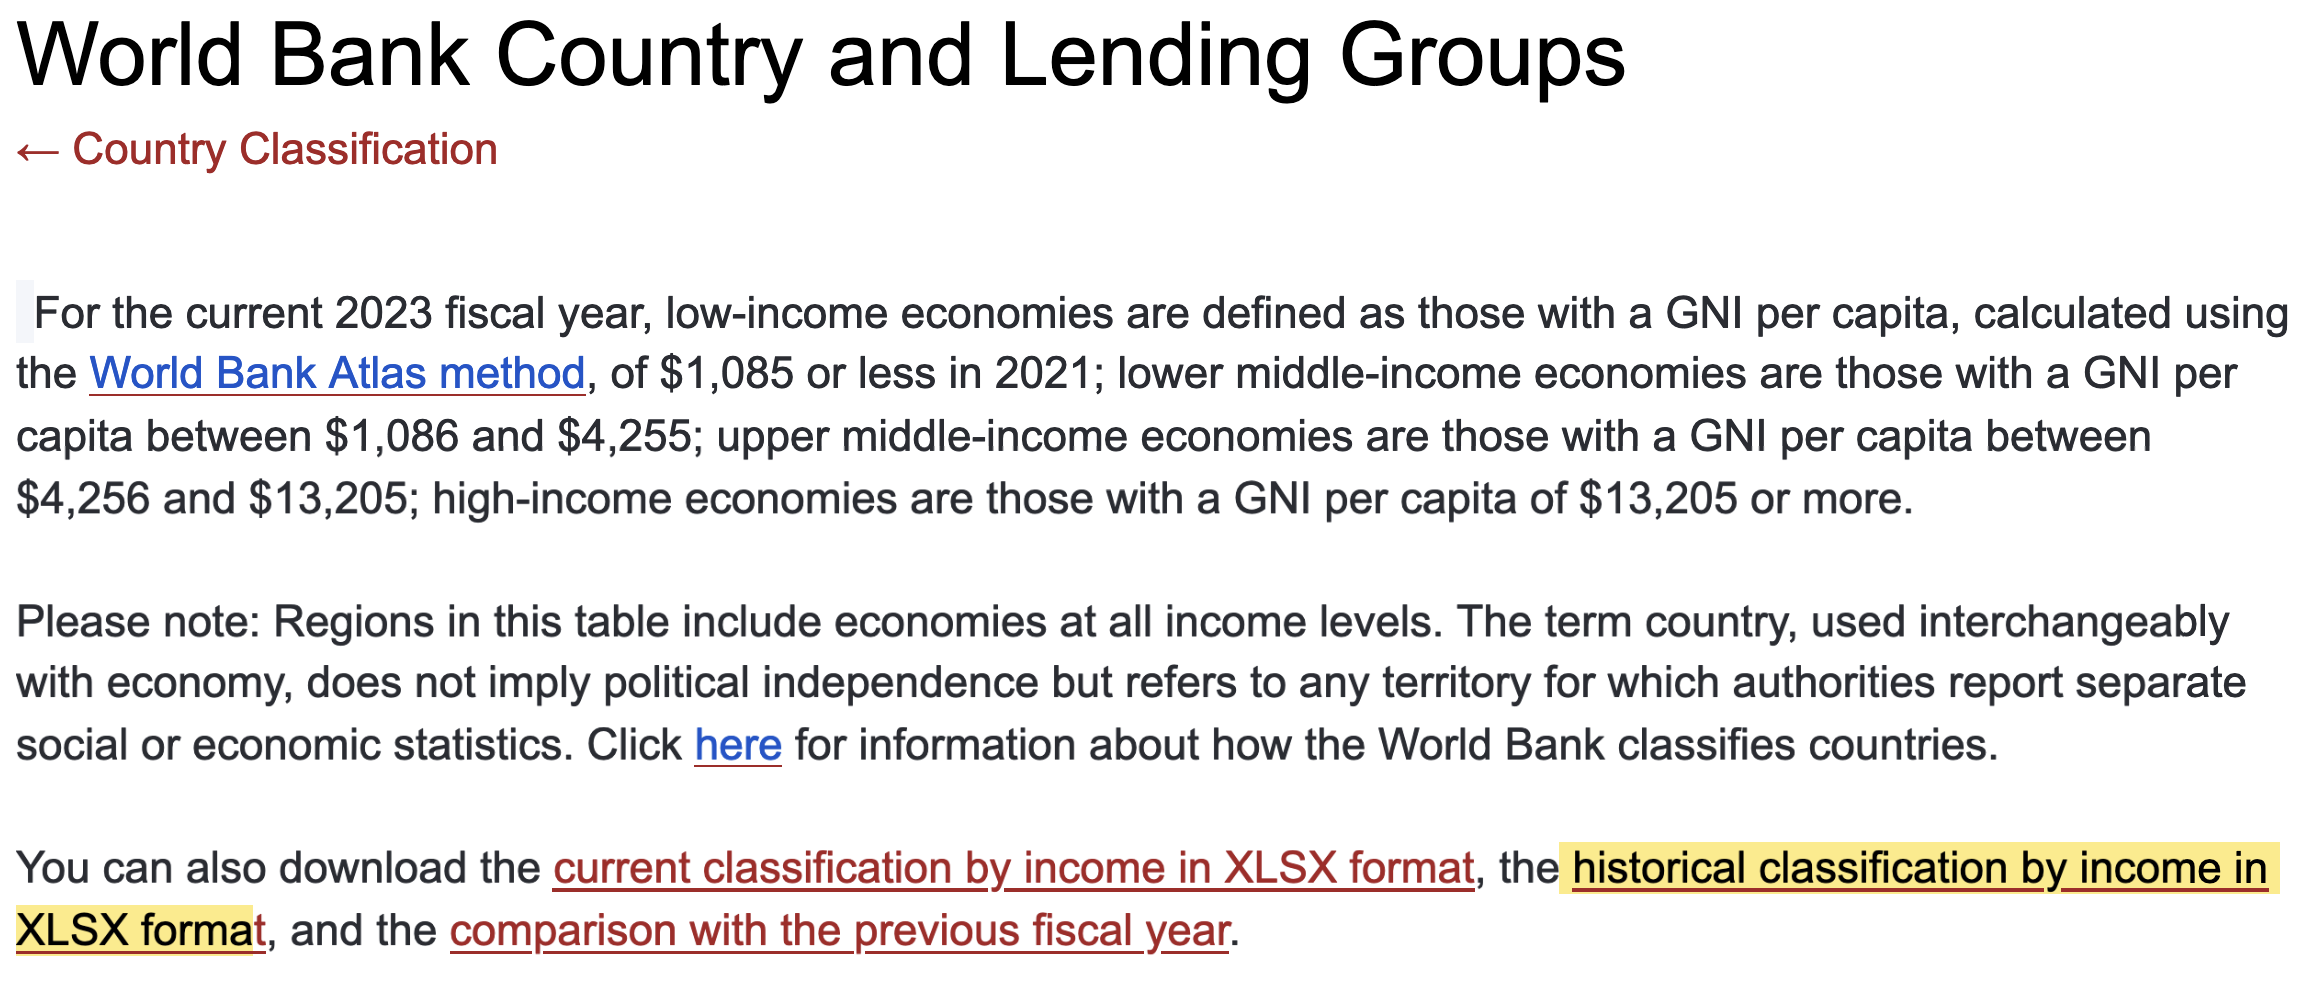 World Bank Country and Lending Groups
← Country Classification
For the current 2023 fiscal year, low-income economies are defined as those with a GNI per capita, calculated using
the World Bank Atlas method, of $1,085 or less in 2021; lower middle-income economies are those with a GNI per
capita between $1,086 and $4,255; upper middle-income economies are those with a GNI per capita between
$4,256 and $13,205; high-income economies are those with a GNI per capita of $13,205 or more.
Please note: Regions in this table include economies at all income levels. The term country, used interchangeably
with economy, does not imply political independence but refers to any territory for which authorities report separate
social or economic statistics. Click here for information about how the World Bank classifies countries.
You can also download the current classification by income in XLSX format, the historical classification by income in
XLSX format, and the comparison with the previous fiscal year.